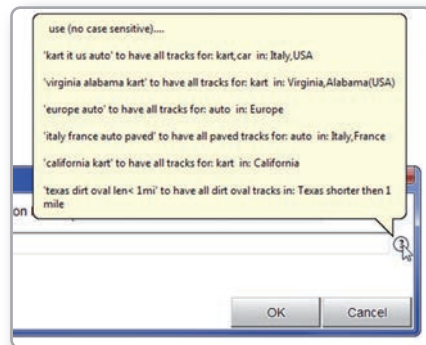 use (no case sensitive)....
'kart it us auto' to have all tracks for: kart,car in: Italy,USA
'virginia alabama kart' to have all tracks for: kart in: Virginia,Alabama(USA)
'europe auto' to have all tracks for: auto in: Europe
'italy france auto paved' to have all paved tracks for: auto in: Italy,France
'california kart' to have all tracks for: kart in: California
'texas dirt oval len< 1mi' to have all dirt oval tracks in: Texas shorter then 1
mile
on
OK Cancel